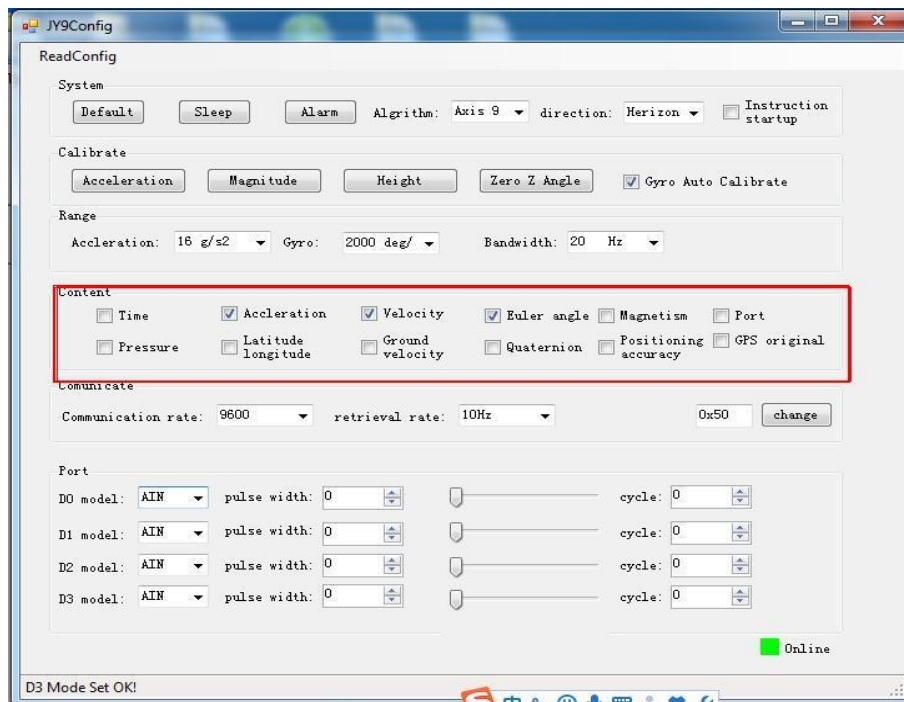 JY9Config
ReadConfig
System
Default Sleep Alarm Algrithm: Axis 9 direction: Herizon Instruction startup
Calibrate
Acceleration Magnitude Height Zero Z Angle Gyro Auto Calibrate
Range
Accleration: 16 g/s2 Gyro: 2000 deg/ Bandwidth: 20 Hz
Content
Time Accleration Velocity Euler angle Magnetism Port
Pressure Latitude longitude Ground velocity Quaternion Positioning accuracy GPS original
Comunicate
Communication rate: 9600 retrieval rate: 10Hz 0x50 change
Port
D0 model: AIN pulse width: 0 cycle: 0
D1 model: AIN pulse width: 0 cycle: 0
D2 model: AIN pulse width: 0 cycle: 0
D3 model: AIN pulse width: 0 cycle: 0
Online
D3 Mode Set OK!